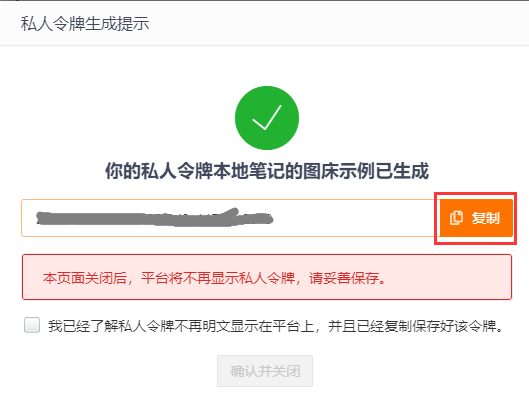 私人令牌生成提示
你的私人令牌本地笔记的图床示例已生成
复制
本页面关闭后，平台将不再显示私人令牌，请妥善保存。
我已经了解私人令牌不再明文显示在平台上，并且已经复制保存好该令牌。
确认并关闭